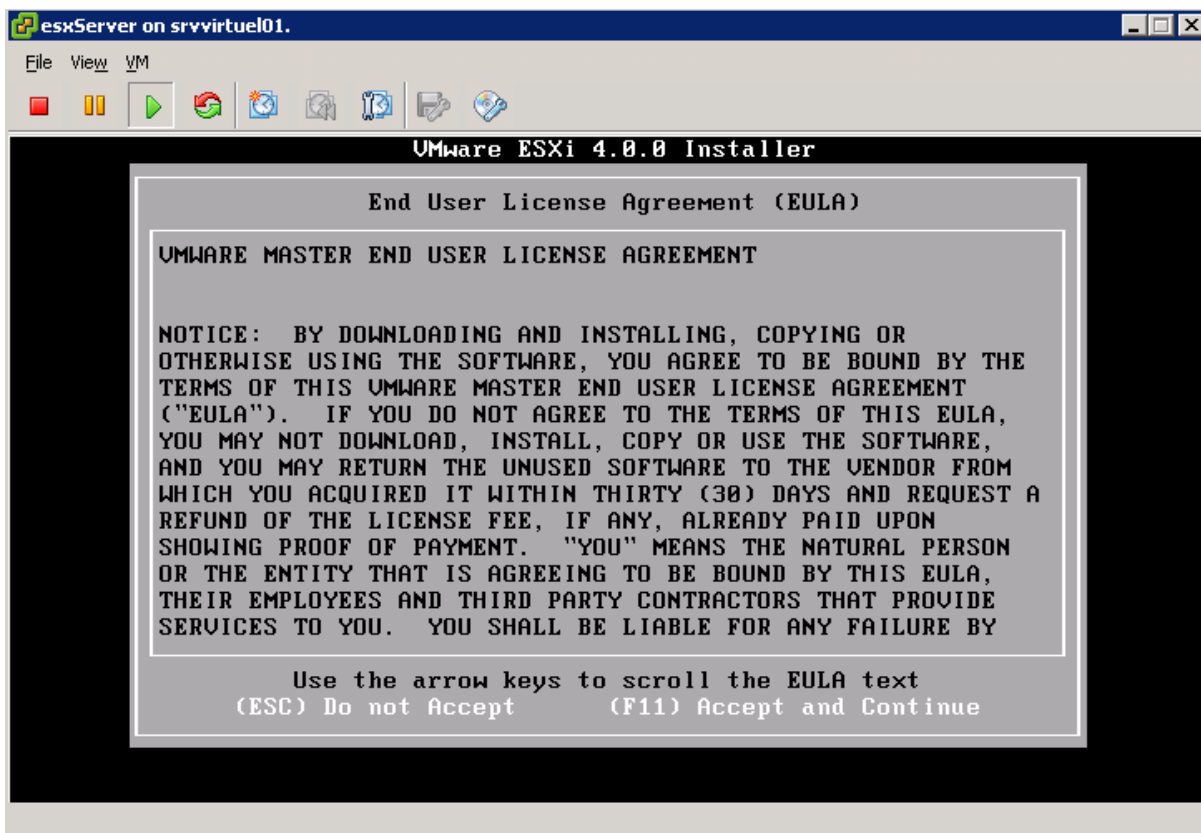 esxServer on srvvirtuel01.
File View VM
VMware ESXi 4.0.0 Installer
End User License Agreement (EULA)
VMWARE MASTER END USER LICENSE AGREEMENT
NOTICE:  BY DOWNLOADING AND INSTALLING, COPYING OR
OTHERWISE USING THE SOFTWARE, YOU AGREE TO BE BOUND BY THE
TERMS OF THIS VMWARE MASTER END USER LICENSE AGREEMENT
("EULA").  IF YOU DO NOT AGREE TO THE TERMS OF THIS EULA,
YOU MAY NOT DOWNLOAD, INSTALL, COPY OR USE THE SOFTWARE,
AND YOU MAY RETURN THE UNUSED SOFTWARE TO THE VENDOR FROM
WHICH YOU ACQUIRED IT WITHIN THIRTY (30) DAYS AND REQUEST A
REFUND OF THE LICENSE FEE, IF ANY, ALREADY PAID UPON
SHOWING PROOF OF PAYMENT.  "YOU" MEANS THE NATURAL PERSON
OR THE ENTITY THAT IS AGREEING TO BE BOUND BY THIS EULA,
THEIR EMPLOYEES AND THIRD PARTY CONTRACTORS THAT PROVIDE
SERVICES TO YOU.  YOU SHALL BE LIABLE FOR ANY FAILURE BY
Use the arrow keys to scroll the EULA text
(ESC) Do not Accept (F11) Accept and Continue